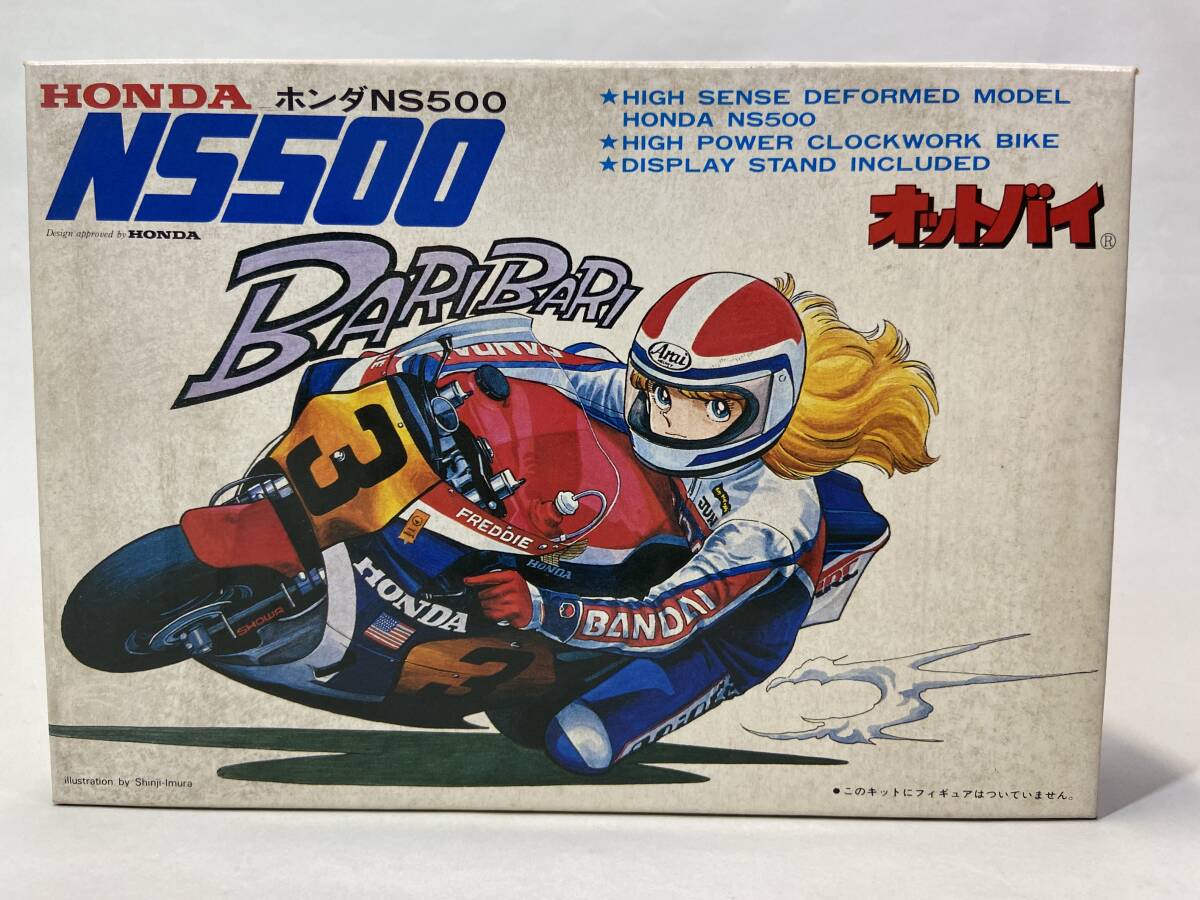 HONDA ホンダNS500
NS500
Design approved by HONDA
★HIGH SENSE DEFORMED MODEL
HONDA NS500
★HIGH POWER CLOCKWORK BIKE
★DISPLAY STAND INCLUDED
オットバイ®
BARIBARI
Arai
3
JUN
FREDDIE
HONDA
HONDA
BANDAI
SHOWA
3
illustration by Shinji-Imura
●このキットにフィギュアはついていません。